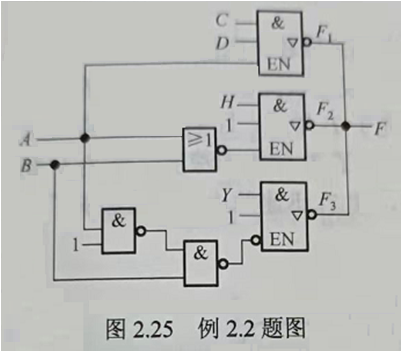 C & F₁
D ▽
EN
H & F₂
1 ▽
A ≥1 EN F
B
Y & F₃
& 1 ▽
1 & EN
图 2.25 例 2.2 题图